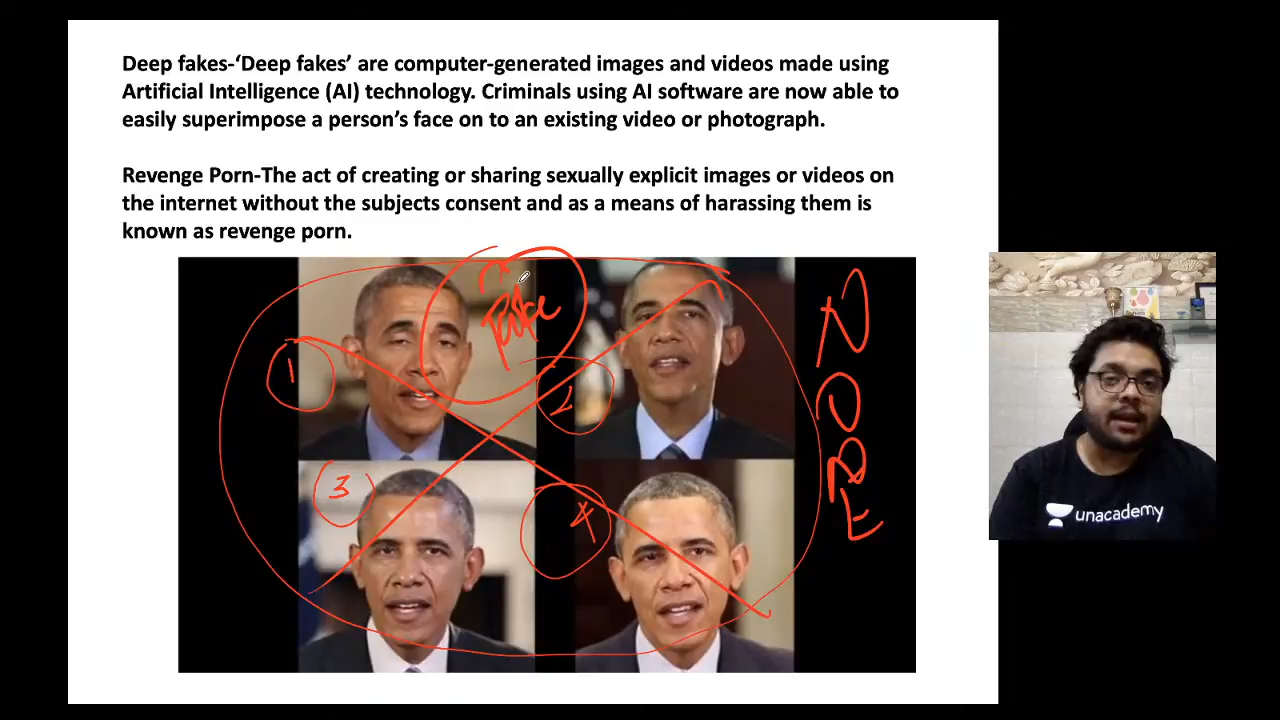 Deep fakes-‘Deep fakes’ are computer-generated images and videos made using
Artificial Intelligence (AI) technology. Criminals using AI software are now able to
easily superimpose a person’s face on to an existing video or photograph.
Revenge Porn-The act of creating or sharing sexually explicit images or videos on
the internet without the subjects consent and as a means of harassing them is
known as revenge porn.
Fake
1
2
3
4
unacademy